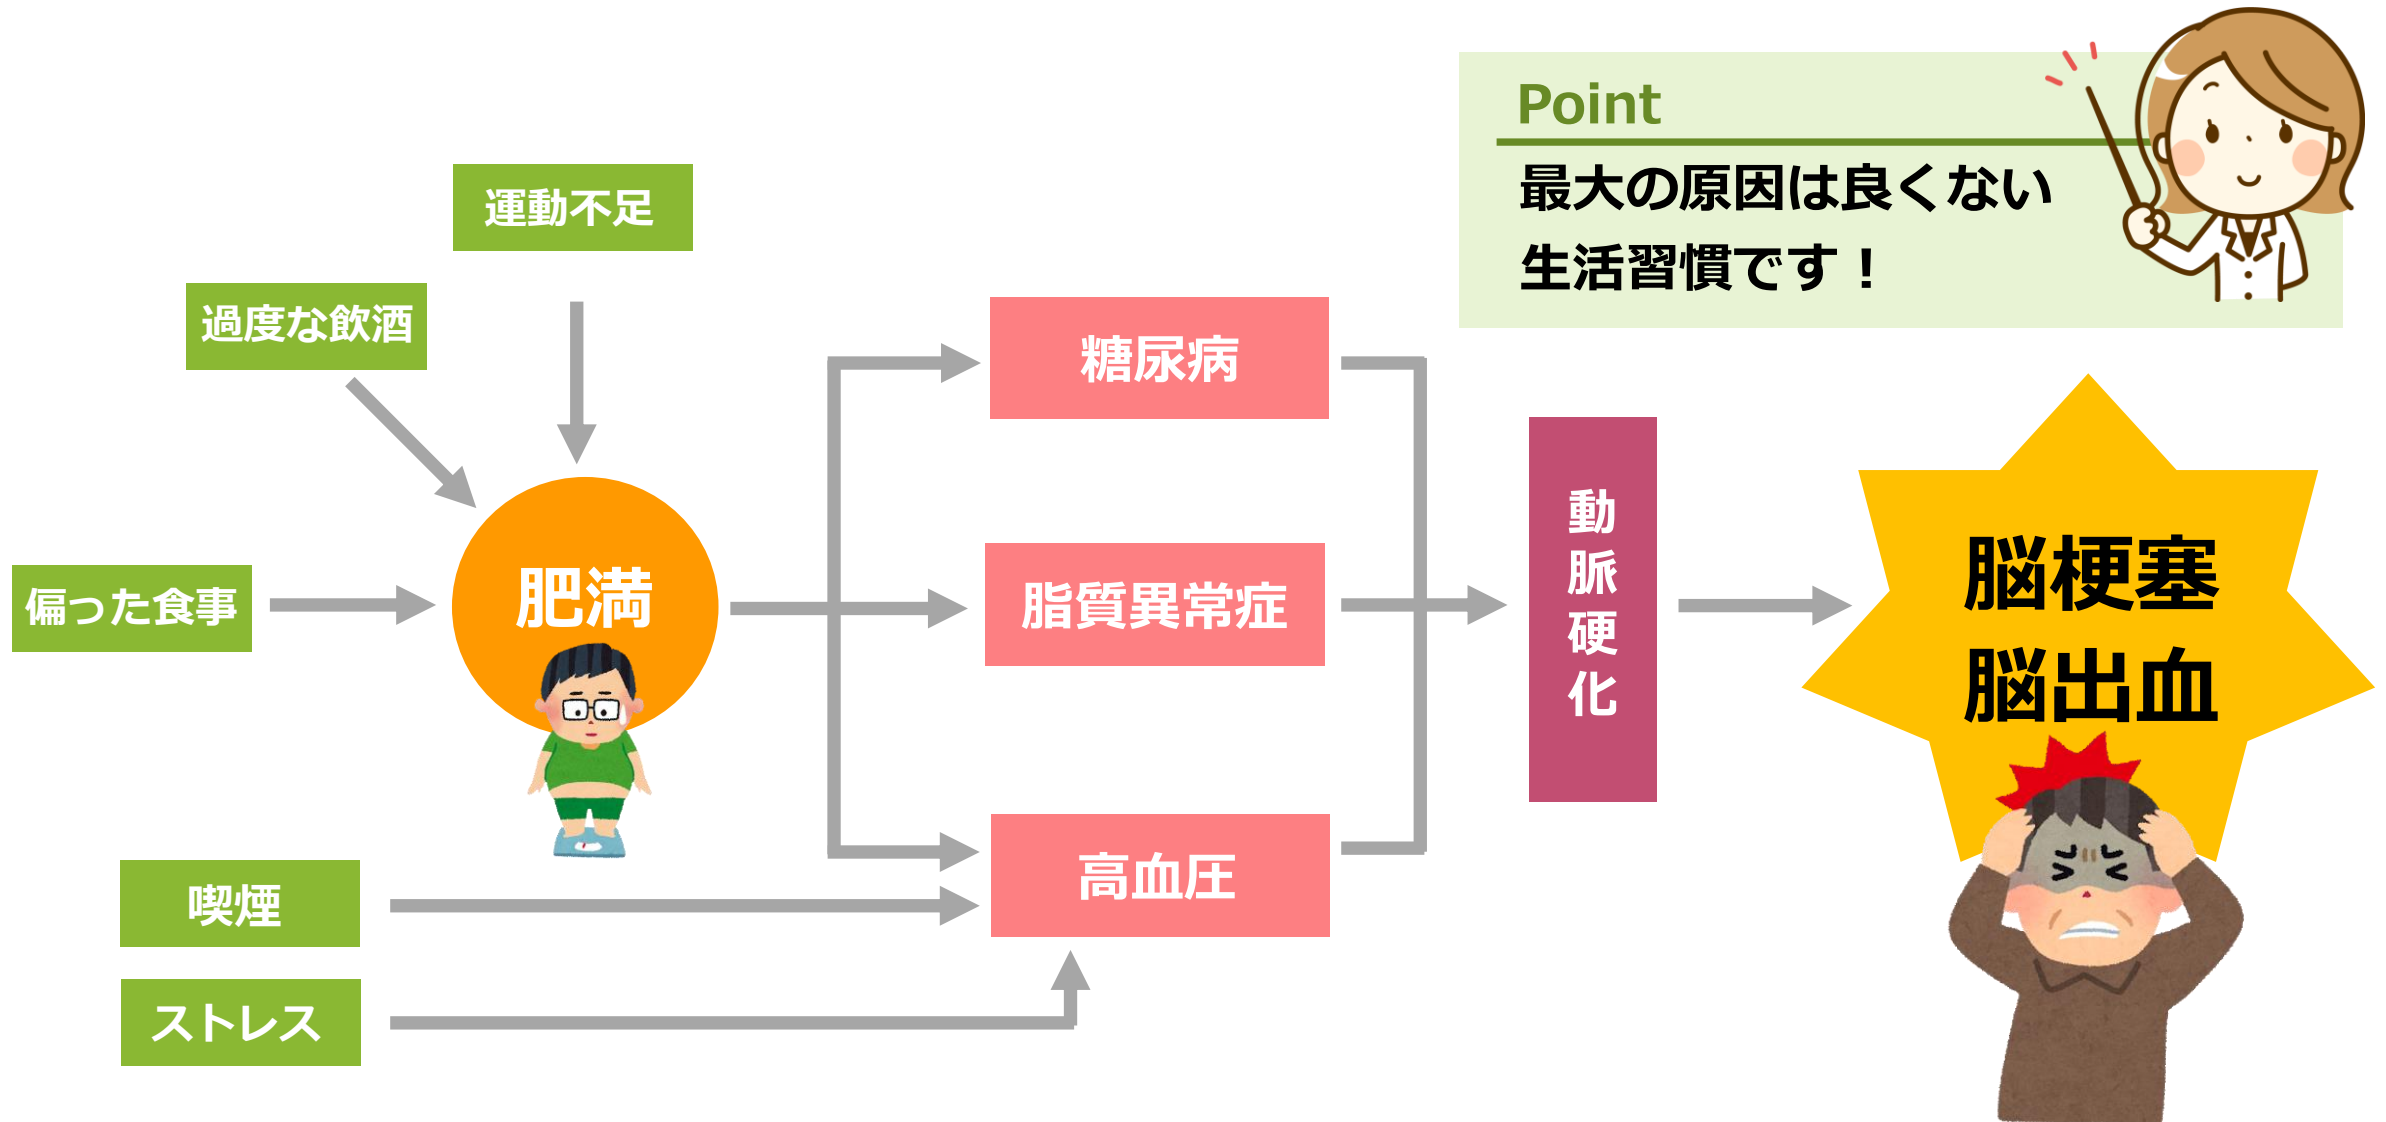 Point
最大の原因は良くない
生活習慣です！
運動不足
過度な飲酒
偏った食事
肥満
喫煙
ストレス
糖尿病
脂質異常症
高血圧
動脈硬化
脳梗塞
脳出血